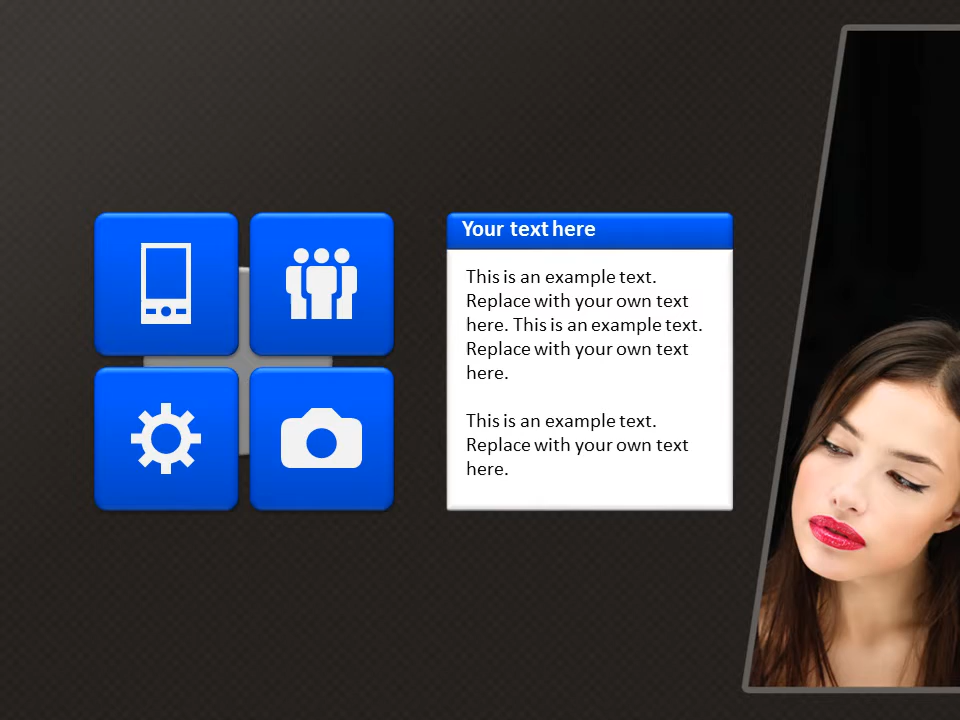 Your text here
This is an example text.
Replace with your own text
here. This is an example text.
Replace with your own text
here.
This is an example text.
Replace with your own text
here.